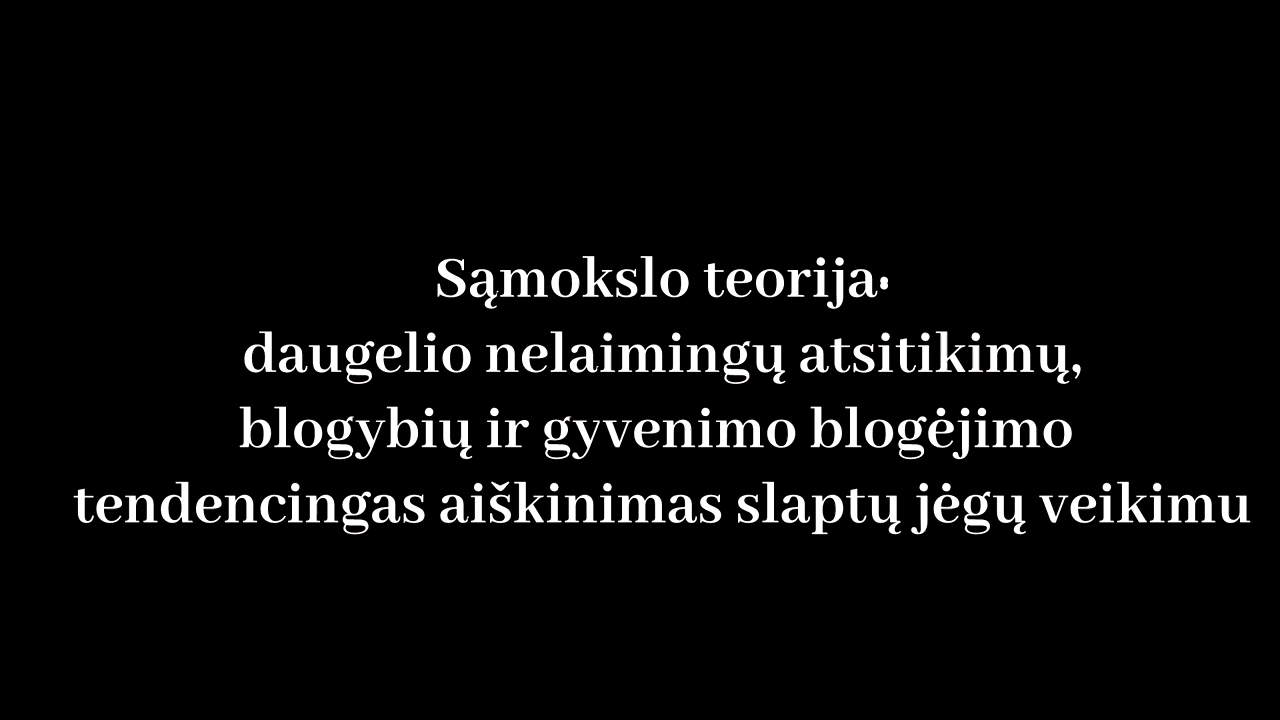 Sąmokslo teorija:
daugelio nelaimingų atsitikimų,
blogybių ir gyvenimo blogėjimo
tendencingas aiškinimas slaptų jėgų veikimu